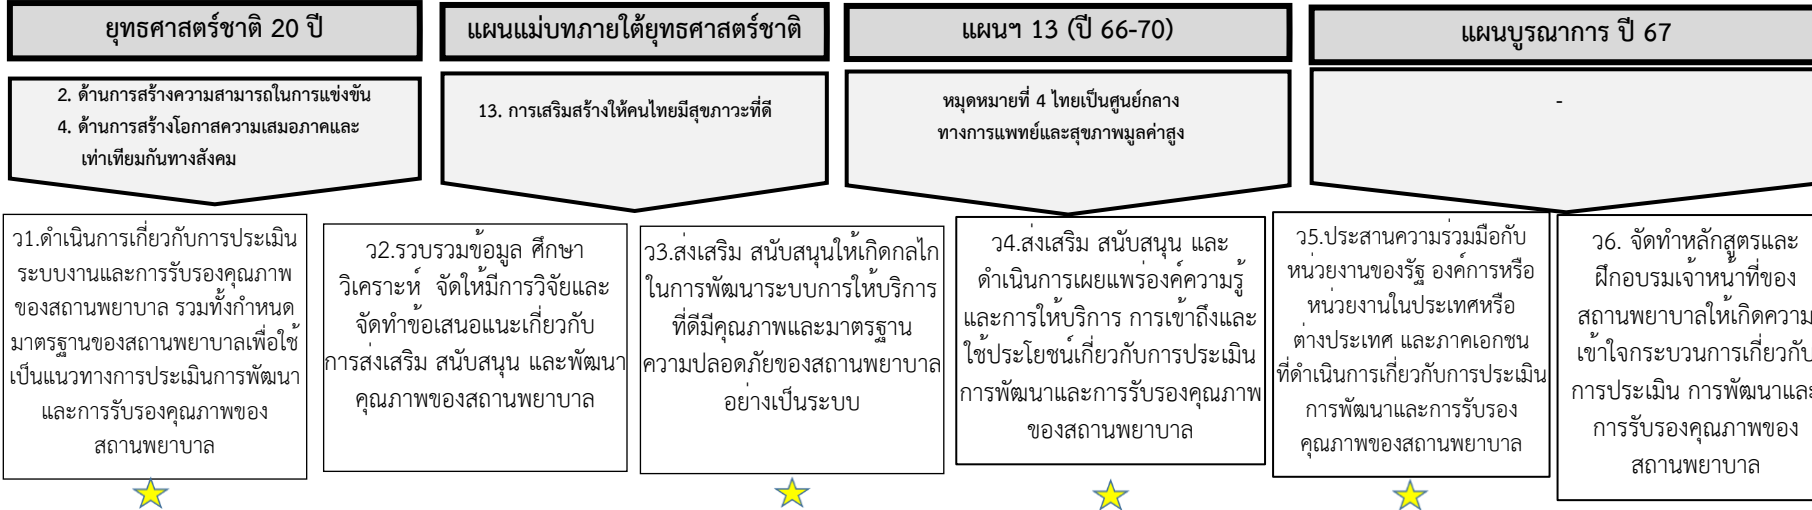 ยุทธศาสตร์ชาติ 20 ปี
แผนแม่บทภายใต้ยุทธศาสตร์ชาติ
แผนฯ 13 (ปี 66-70)
แผนบูรณาการ ปี 67
2. ด้านการสร้างความสามารถในการแข่งขัน
4. ด้านการสร้างโอกาสความเสมอภาคและ
เท่าเทียมกันทางสังคม
13. การเสริมสร้างให้คนไทยมีสุขภาวะที่ดี
หมุดหมายที่ 4 ไทยเป็นศูนย์กลาง
ทางการแพทย์และสุขภาพมูลค่าสูง
-
ว1.ดำเนินการเกี่ยวกับการประเมิน
ระบบงานและการรับรองคุณภาพ
ของสถานพยาบาล รวมทั้งกำหนด
มาตรฐานของสถานพยาบาลเพื่อใช้
เป็นแนวทางการประเมินการพัฒนา
และการรับรองคุณภาพของ
สถานพยาบาล
ว2.รวบรวมข้อมูล ศึกษา
วิเคราะห์ จัดให้มีการวิจัยและ
จัดทำข้อเสนอแนะเกี่ยวกับ
การส่งเสริม สนับสนุน และพัฒนา
คุณภาพของสถานพยาบาล
ว3.ส่งเสริม สนับสนุนให้เกิดกลไก
ในการพัฒนาระบบการให้บริการ
ที่ดีมีคุณภาพและมาตรฐาน
ความปลอดภัยของสถานพยาบาล
อย่างเป็นระบบ
ว4.ส่งเสริม สนับสนุน และ
ดำเนินการเผยแพร่องค์ความรู้
และการให้บริการ การเข้าถึงและ
ใช้ประโยชน์เกี่ยวกับการประเมิน
การพัฒนาและการรับรองคุณภาพ
ของสถานพยาบาล
ว5.ประสานความร่วมมือกับ
หน่วยงานของรัฐ องค์การหรือ
หน่วยงานในประเทศหรือ
ต่างประเทศ และภาคเอกชน
ที่ดำเนินการเกี่ยวกับการประเมิน
การพัฒนาและการรับรอง
คุณภาพของสถานพยาบาล
ว6. จัดทำหลักสูตรและ
ฝึกอบรมเจ้าหน้าที่ของ
สถานพยาบาลให้เกิดความ
เข้าใจกระบวนการเกี่ยวกับ
การประเมิน การพัฒนาและ
การรับรองคุณภาพของ
สถานพยาบาล